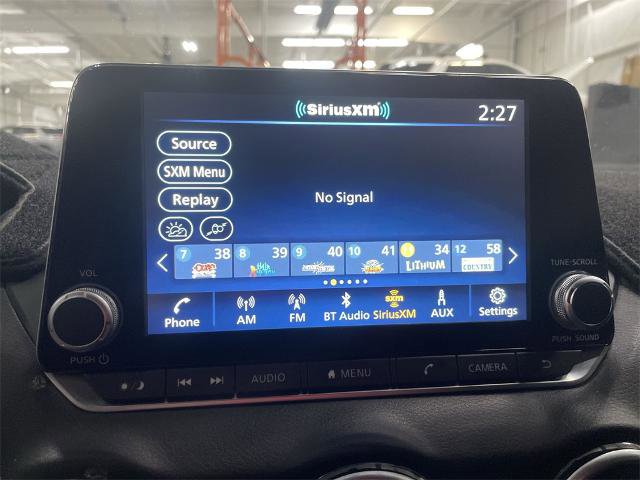 SiriusXM
2:27
Source
SXM Menu
Replay
No Signal
7 38
8 39
9 40
10 41
11 34
12 58
LITHIUM
COUNTRY
Phone
AM
FM
BT Audio
sxm
SiriusXM
AUX
Settings
VOL
PUSH
TUNE·SCROLL
PUSH SOUND
AUDIO
MENU
CAMERA